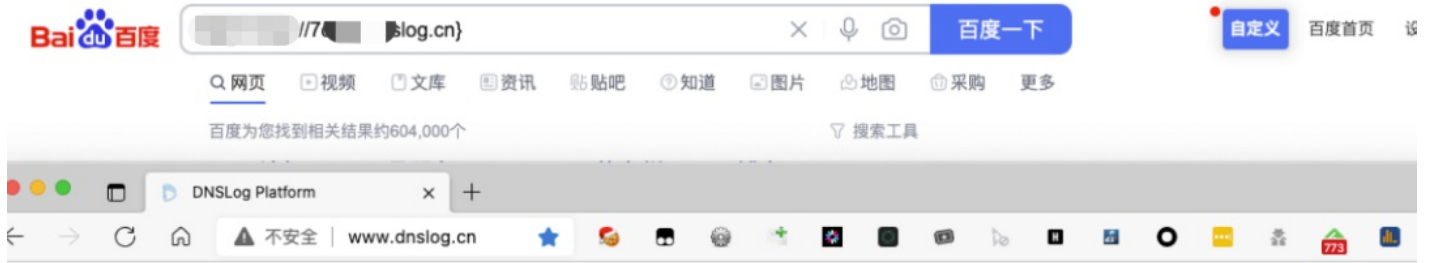 Bai du 百度 //7 slog.cn} 百度一下 自定义 百度首页
网页 视频 文库 资讯 贴吧 知道 图片 地图 采购 更多
百度为您找到相关结果约604,000个 搜索工具
DNSLog Platform
不安全 www.dnslog.cn 773